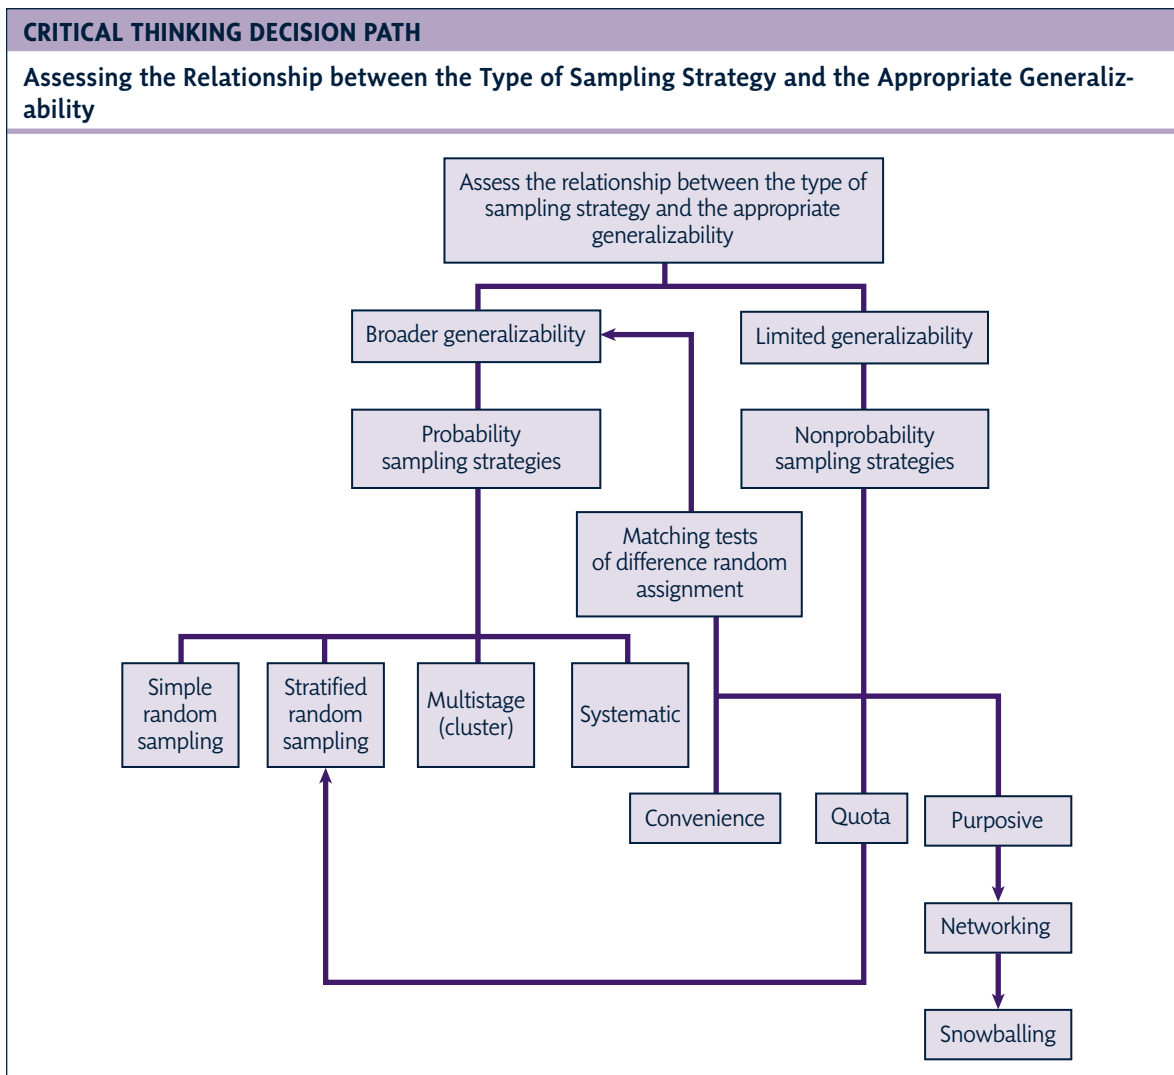 CRITICAL THINKING DECISION PATH
Assessing the Relationship between the Type of Sampling Strategy and the Appropriate Generaliz-
ability
Assess the relationship between the type of
sampling strategy and the appropriate
generalizability
Broader generalizability
Limited generalizability
Probability
sampling strategies
Nonprobability
sampling strategies
Matching tests
of difference random
assignment
Simple
random
sampling
Stratified
random
sampling
Multistage
(cluster)
Systematic
Convenience
Quota
Purposive
Networking
Snowballing